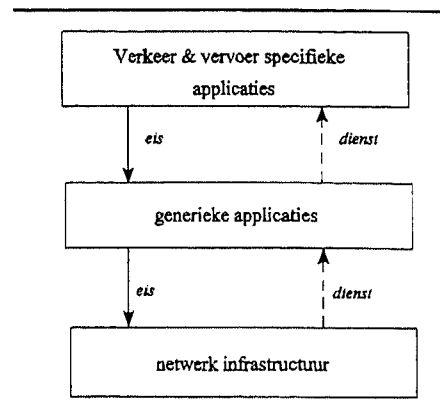 Verkeer & vervoer specifieke
applicaties
eis
dienst
generieke applicaties
eis
dienst
netwerk infrastructuur